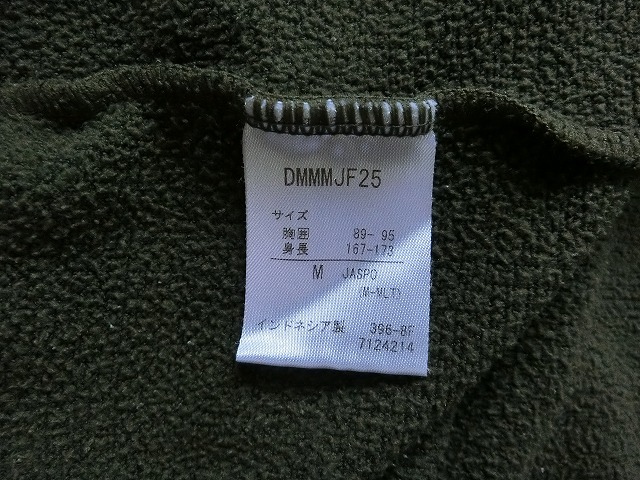 DMMMJF25
サイズ
胸囲 89- 95
身長 167-173
M JASPO
(M-MLT)
インドネシア製 396-8F
7124214